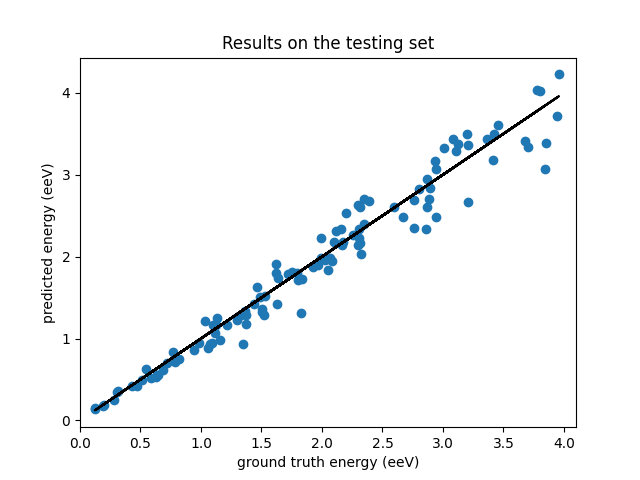 Results on the testing set
predicted energy (eeV)
4
3
2
1
0
0.0 0.5 1.0 1.5 2.0 2.5 3.0 3.5 4.0
ground truth energy (eeV)